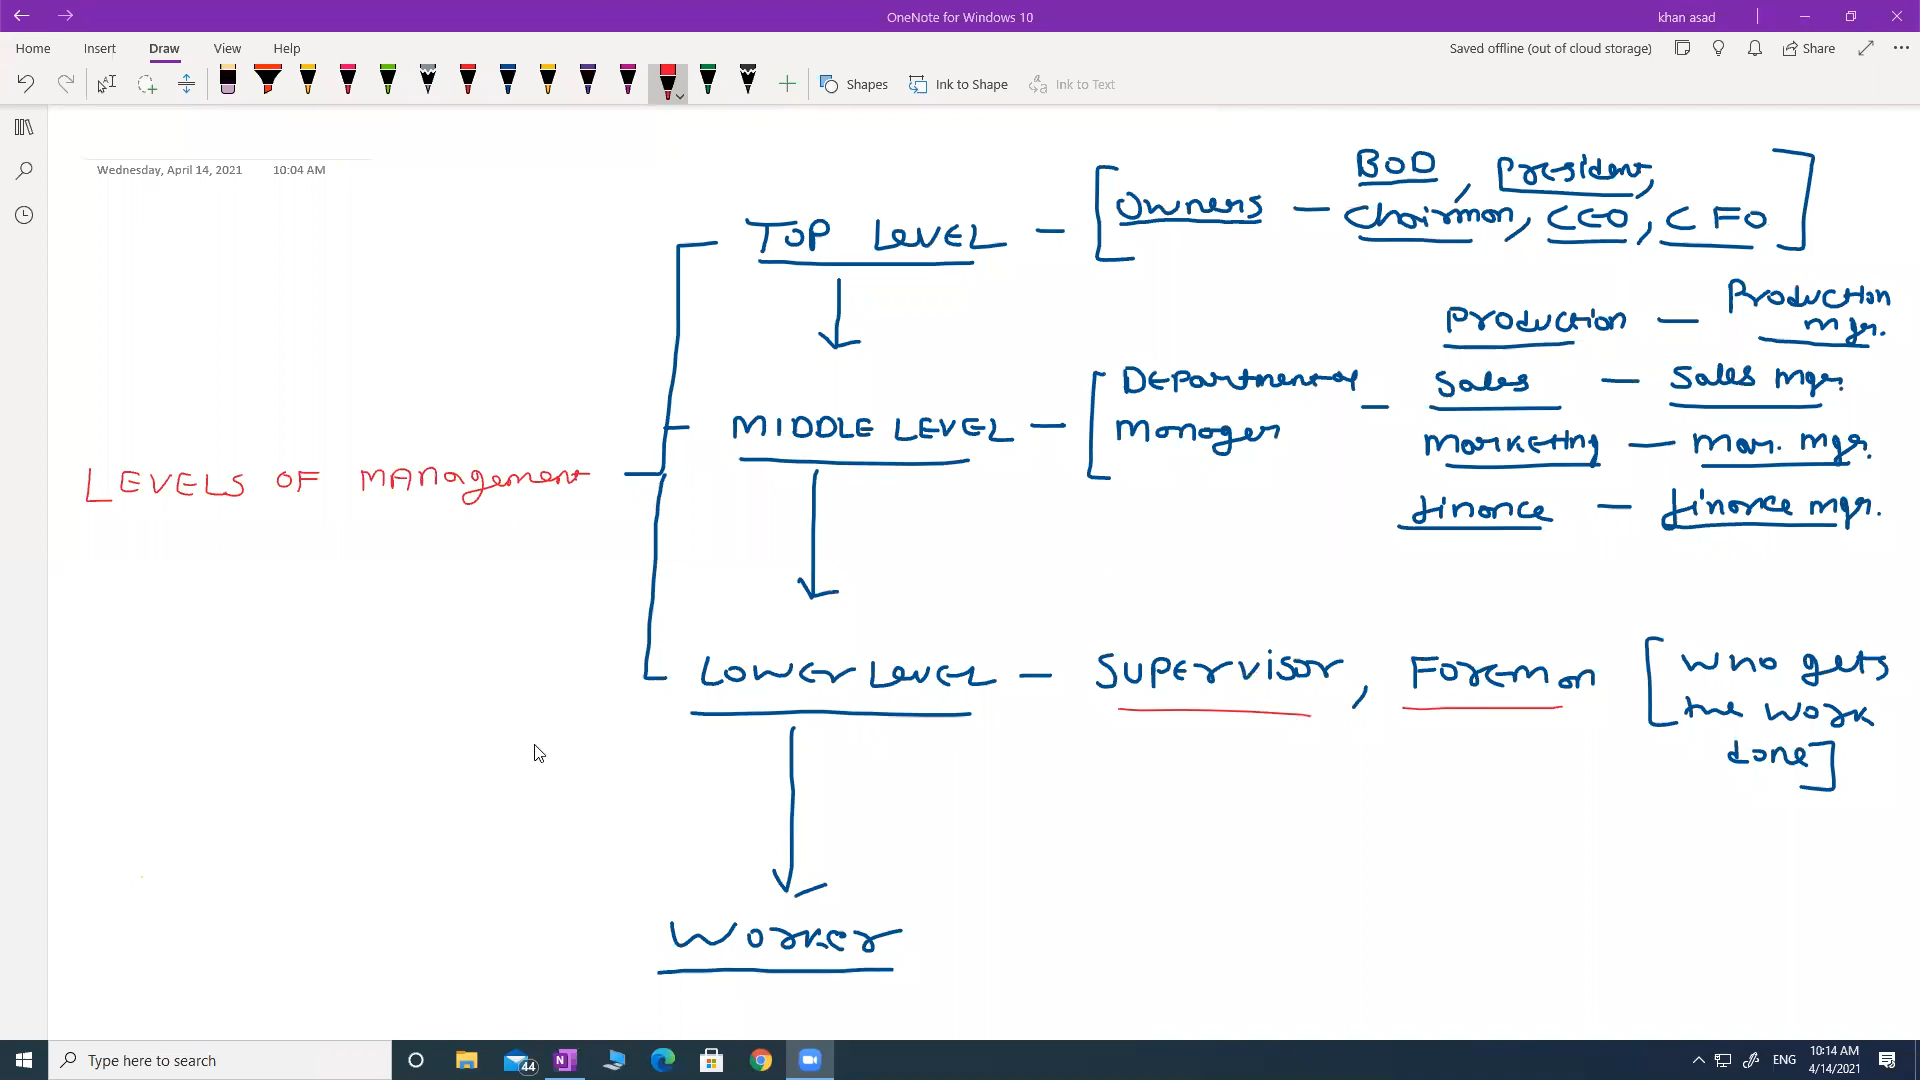 OneNote for Windows 10
khan asad
Home Insert Draw View Help
Saved offline (out of cloud storage)
Share
Shapes
Ink to Shape
Ink to Text
Wednesday, April 14, 2021 10:04 AM
LEVELS OF MANAgement
TOP LEVEL - [Owners - BOD, President,
Chairman, CEO, CFO]
MIDDLE LEVEL - [Departmental
Manager -
Production - Production
mgr.
Sales - Sales mgr.
Marketing - Mar. mgr.
finance - finance mgr.
LOWER LEVEL - SUPERVISOR, FOREMan [who gets
the work
done]
Worker
Type here to search
44
ENG
10:14 AM
4/14/2021